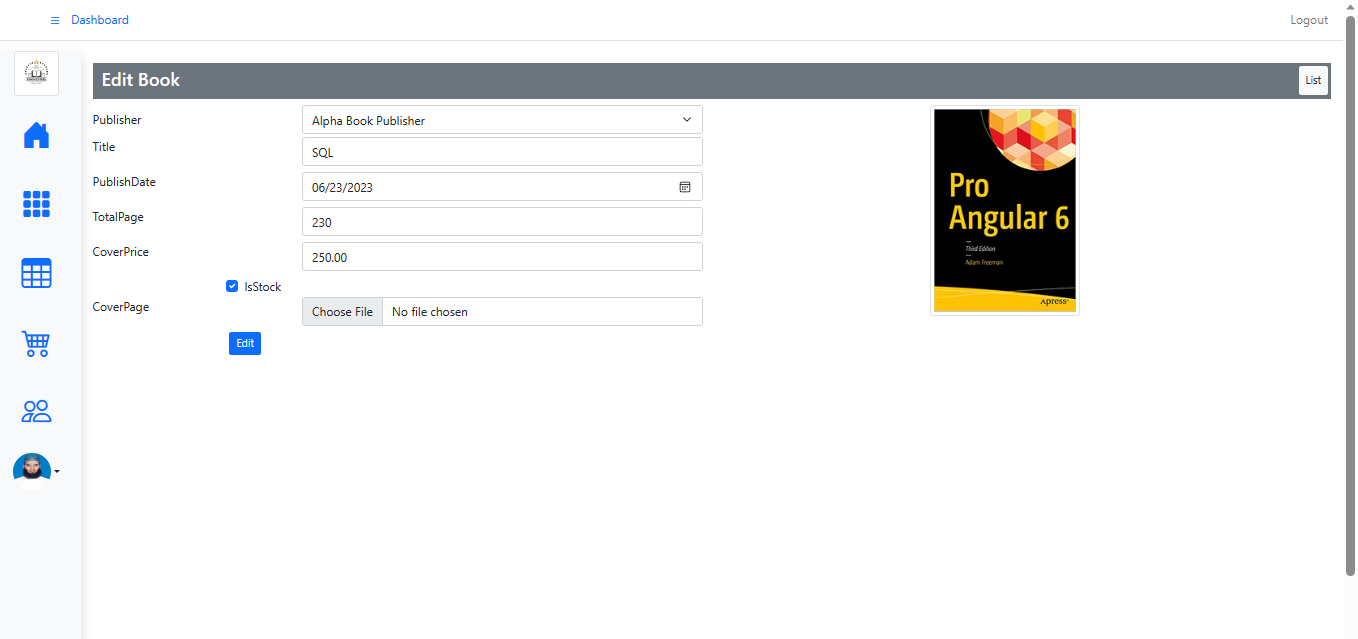 Dashboard
Logout
Edit Book
List
Publisher
Alpha Book Publisher
Title
SQL
PublishDate
06/23/2023
TotalPage
230
CoverPrice
250.00
IsStock
CoverPage
Choose File
No file chosen
Edit
Pro
Angular 6
Third Edition
Adam Freeman
Apress®